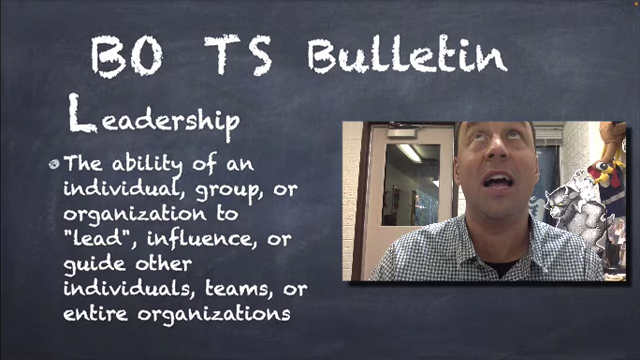 BO TS Bulletin
Leadership
The ability of an
individual, group, or
organization to
"lead", influence, or
guide other
individuals, teams, or
entire organizations